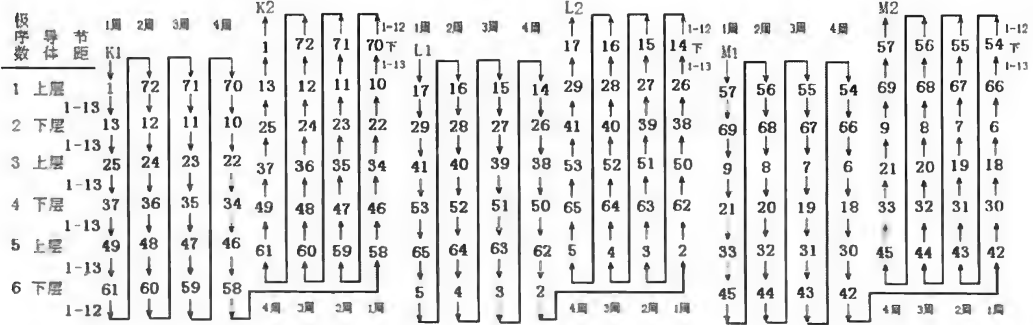 K2 L2 M2
极 1周 2周 3周 4周 1-12 1周 2周 3周 4周 1-12 1周 2周 3周 4周 1-12
序 导 节
数 体 距 K1 1 72 71 70 下 L1 17 16 15 14 下 M1 57 56 55 54 下
1-13 1-13 1-13
1 上层 1 72 71 70 13 12 11 10 17 16 15 14 29 28 27 26 57 56 55 54 69 68 67 66
1-13
2 下层 13 12 11 10 25 24 23 22 29 28 27 26 41 40 39 38 69 68 67 66 9 8 7 6
1-13
3 上层 25 24 23 22 37 36 35 34 41 40 39 38 53 52 51 50 9 8 7 6 21 20 19 18
1-13
4 下层 37 36 35 34 49 48 47 46 53 52 51 50 65 64 63 62 21 20 19 18 33 32 31 30
1-13
5 上层 49 48 47 46 61 60 59 58 65 64 63 62 5 4 3 2 33 32 31 30 45 44 43 42
1-13
6 下层 61 60 59 58 5 4 3 2 45 44 43 42
1-12 4周 3周 2周 1周 4周 3周 2周 1周 4周 3周 2周 1周